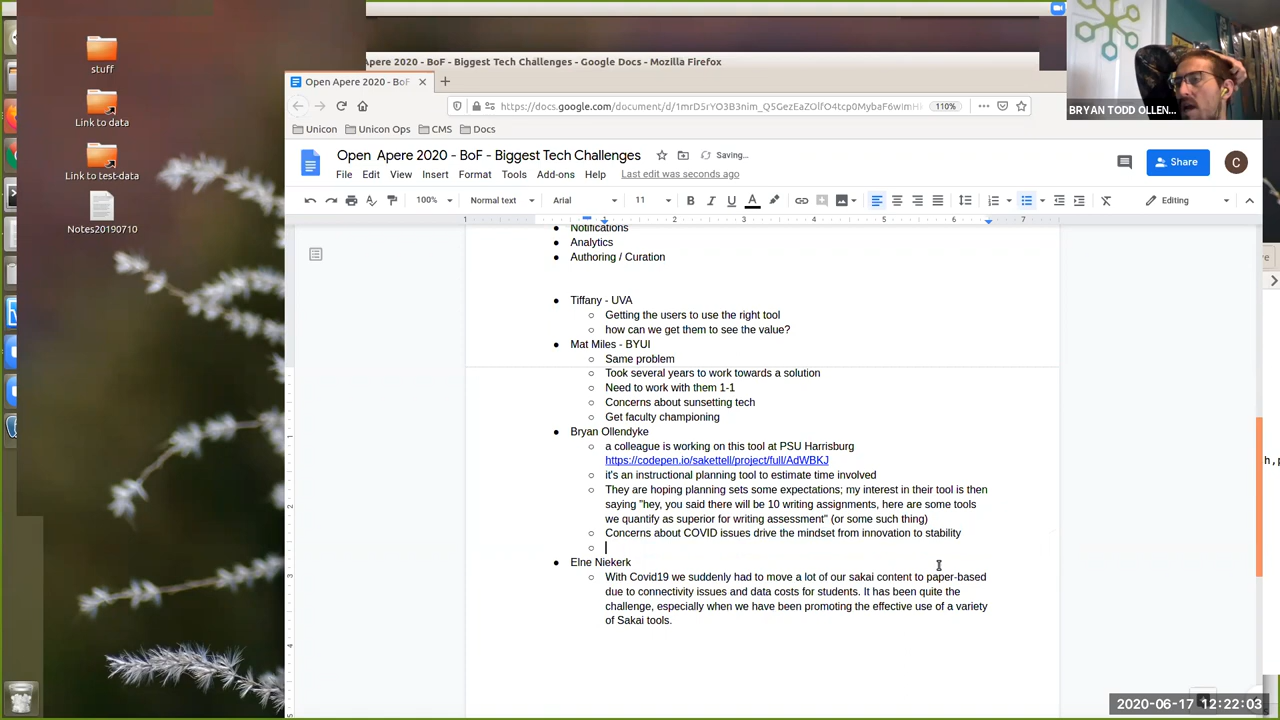 stuff
Link to data
Link to test-data
Notes20190710
Apere 2020 - BoF - Biggest Tech Challenges - Google Docs - Mozilla Firefox
Open Apere 2020 - BoF
Unicon
Unicon Ops
CMS
Docs
110%
Open Apere 2020 - BoF - Biggest Tech Challenges
Saving...
File Edit View Insert Format Tools Add-ons Help Last edit was seconds ago
Share
C
100% Normal text Arial 11 Editing
1 1 2 3 4 5 6 7
Notifications
Analytics
Authoring / Curation
Tiffany - UVA
Getting the users to use the right tool
how can we get them to see the value?
Mat Miles - BYUI
Same problem
Took several years to work towards a solution
Need to work with them 1-1
Concerns about sunsetting tech
Get faculty championing
Bryan Ollendyke
a colleague is working on this tool at PSU Harrisburg
https://codepen.io/sakettell/project/full/AdWBKJ
it's an instructional planning tool to estimate time involved
They are hoping planning sets some expectations; my interest in their tool is then
saying "hey, you said there will be 10 writing assignments, here are some tools
we quantify as superior for writing assessment" (or some such thing)
Concerns about COVID issues drive the mindset from innovation to stability
Elne Niekerk
With Covid19 we suddenly had to move a lot of our sakai content to paper-based
due to connectivity issues and data costs for students. It has been quite the
challenge, especially when we have been promoting the effective use of a variety
of Sakai tools.
BRYAN TODD OLLEN...
h,p
2020-06-17 12:22:03